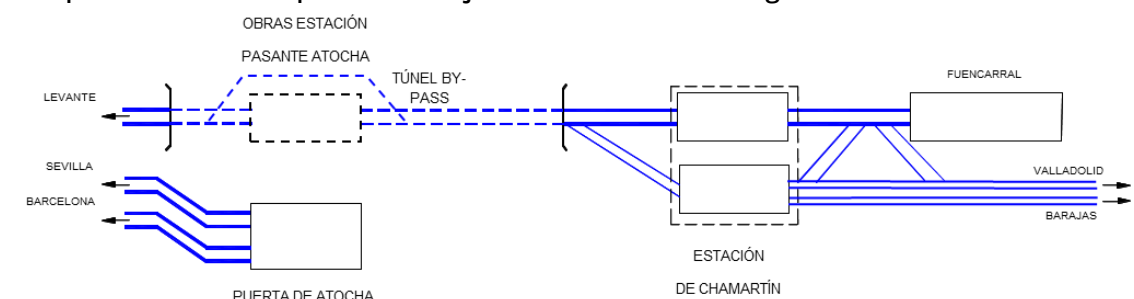 OBRAS ESTACIÓN
PASANTE ATOCHA
TÚNEL BY-
PASS
FUENCARRAL
LEVANTE
SEVILLA
BARCELONA
VALLADOLID
BARAJAS
ESTACIÓN
DE CHAMARTÍN
PUERTA DE ATOCHA